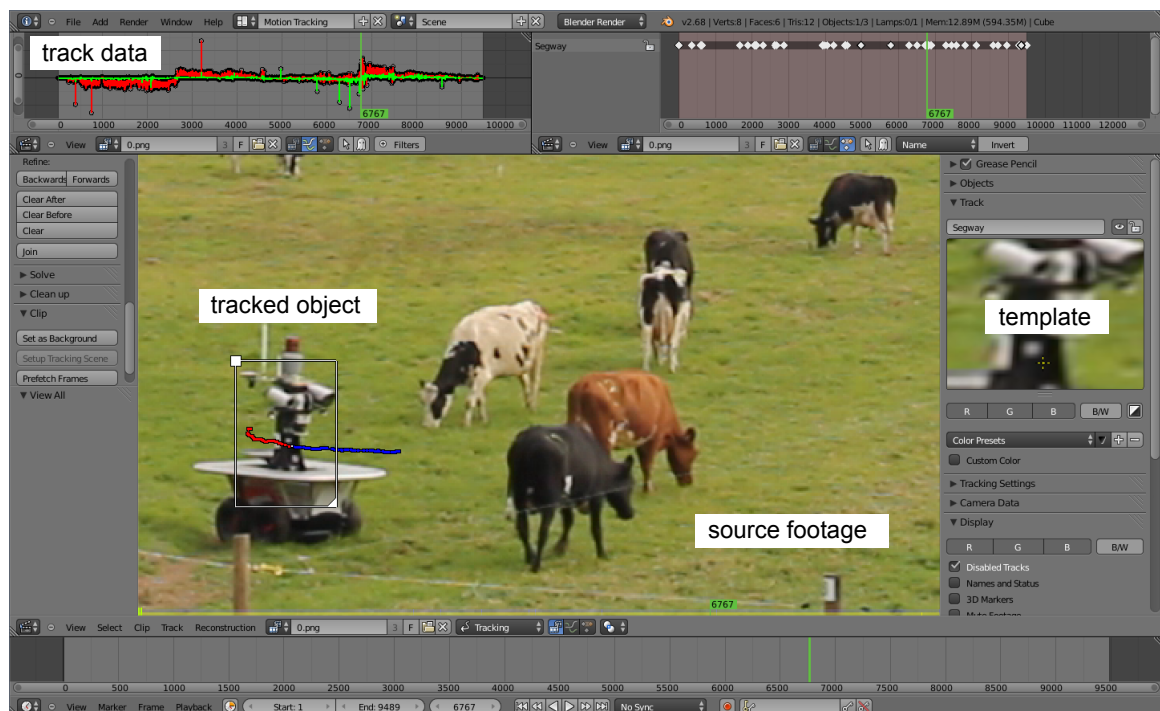 File Add Render Window Help Motion Tracking Scene Blender Render v2.68 | Verts:8 | Faces:6 | Tris:12 | Objects:1/3 | Lamps:0/1 | Mem:12.89M (594.35M) | Cube
track data
6767
0 1000 2000 3000 4000 5000 6000 7000 8000 9000 10000
View 0.png 3 F Filters
Segway
6767
0 1000 2000 3000 4000 5000 6000 7000 8000 9000 10000 11000 12000
View 0.png 3 F Name Invert
Refine:
Backwards Forwards
Clear After
Clear Before
Clear
Join
Solve
Clean up
Clip
Set as Background
Setup Tracking Scene
Prefetch Frames
View All
tracked object
source footage
6767
Grease Pencil
Objects
Track
Segway
template
R G B B/W
Color Presets
Custom Color
Tracking Settings
Camera Data
Display
R G B B/W
Disabled Tracks
Names and Status
3D Markers
View Select Clip Track Reconstruction 0.png 3 F Tracking
0 500 1000 1500 2000 2500 3000 3500 4000 4500 5000 5500 6000 6500 7000 7500 8000 8500 9000 9500
View Marker Frame Playback Start: 1 End: 9489 6767 No Sync